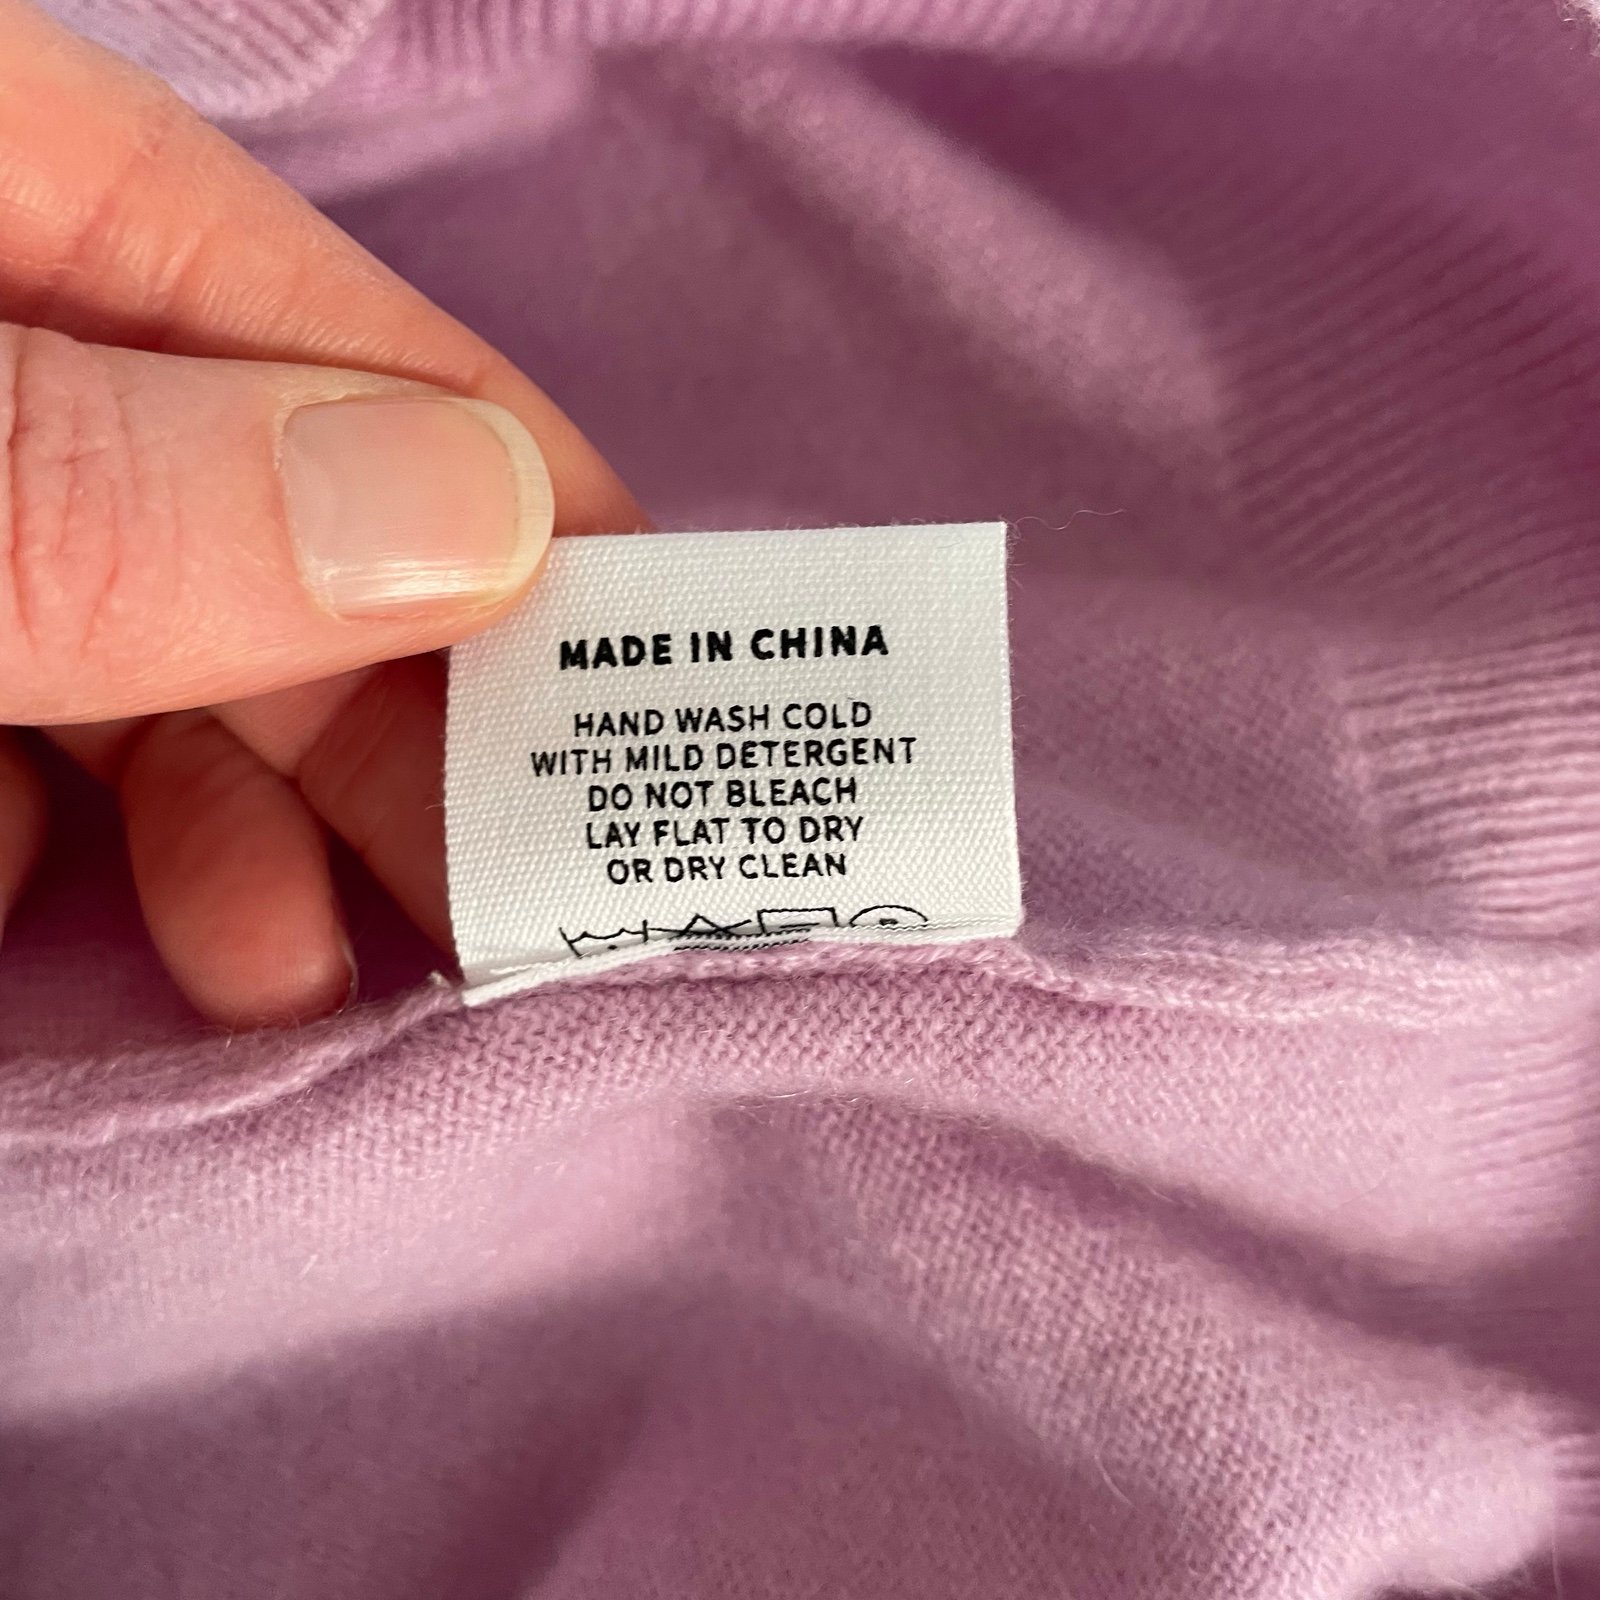 MADE IN CHINA
HAND WASH COLD
WITH MILD DETERGENT
DO NOT BLEACH
LAY FLAT TO DRY
OR DRY CLEAN